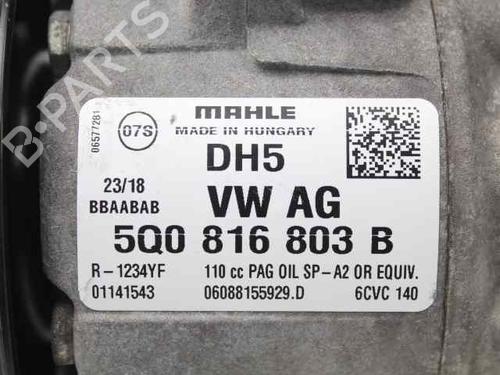 B-PARTS
MAHLE
MADE IN HUNGARY
07S
06577281
DH5
23/18
BBAABAB
VW AG
5Q0 816 803 B
R-1234YF 110 cc PAG OIL SP-A2 OR EQUIV.
01141543 06088155929.D 6CVC 140